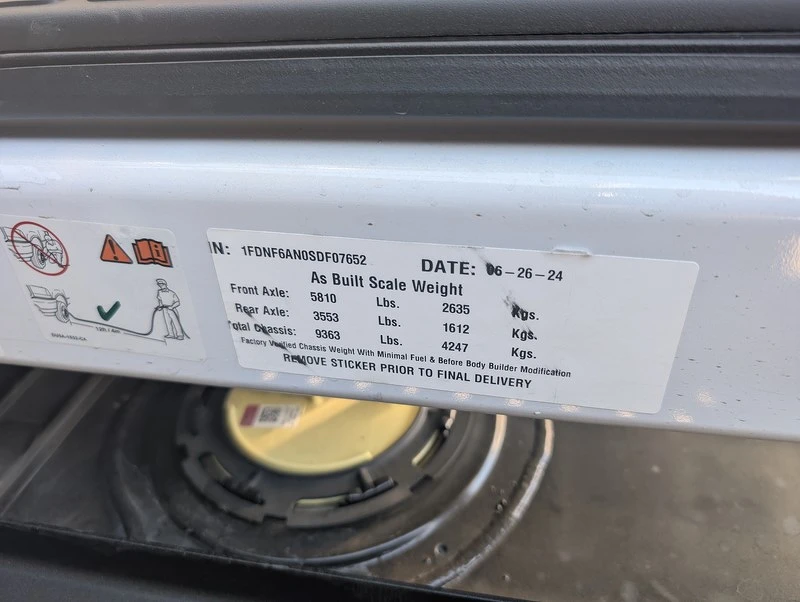 IN: 1FDNF6AN0SDF07652 DATE: 06-26-24
As Built Scale Weight
Front Axle: 5810 Lbs. 2635 Kgs.
Rear Axle: 3553 Lbs. 1612 Kgs.
otal Chassis: 9363 Lbs. 4247 Kgs.
Factory Verified Chassis Weight With Minimal Fuel & Before Body Builder Modification
REMOVE STICKER PRIOR TO FINAL DELIVERY